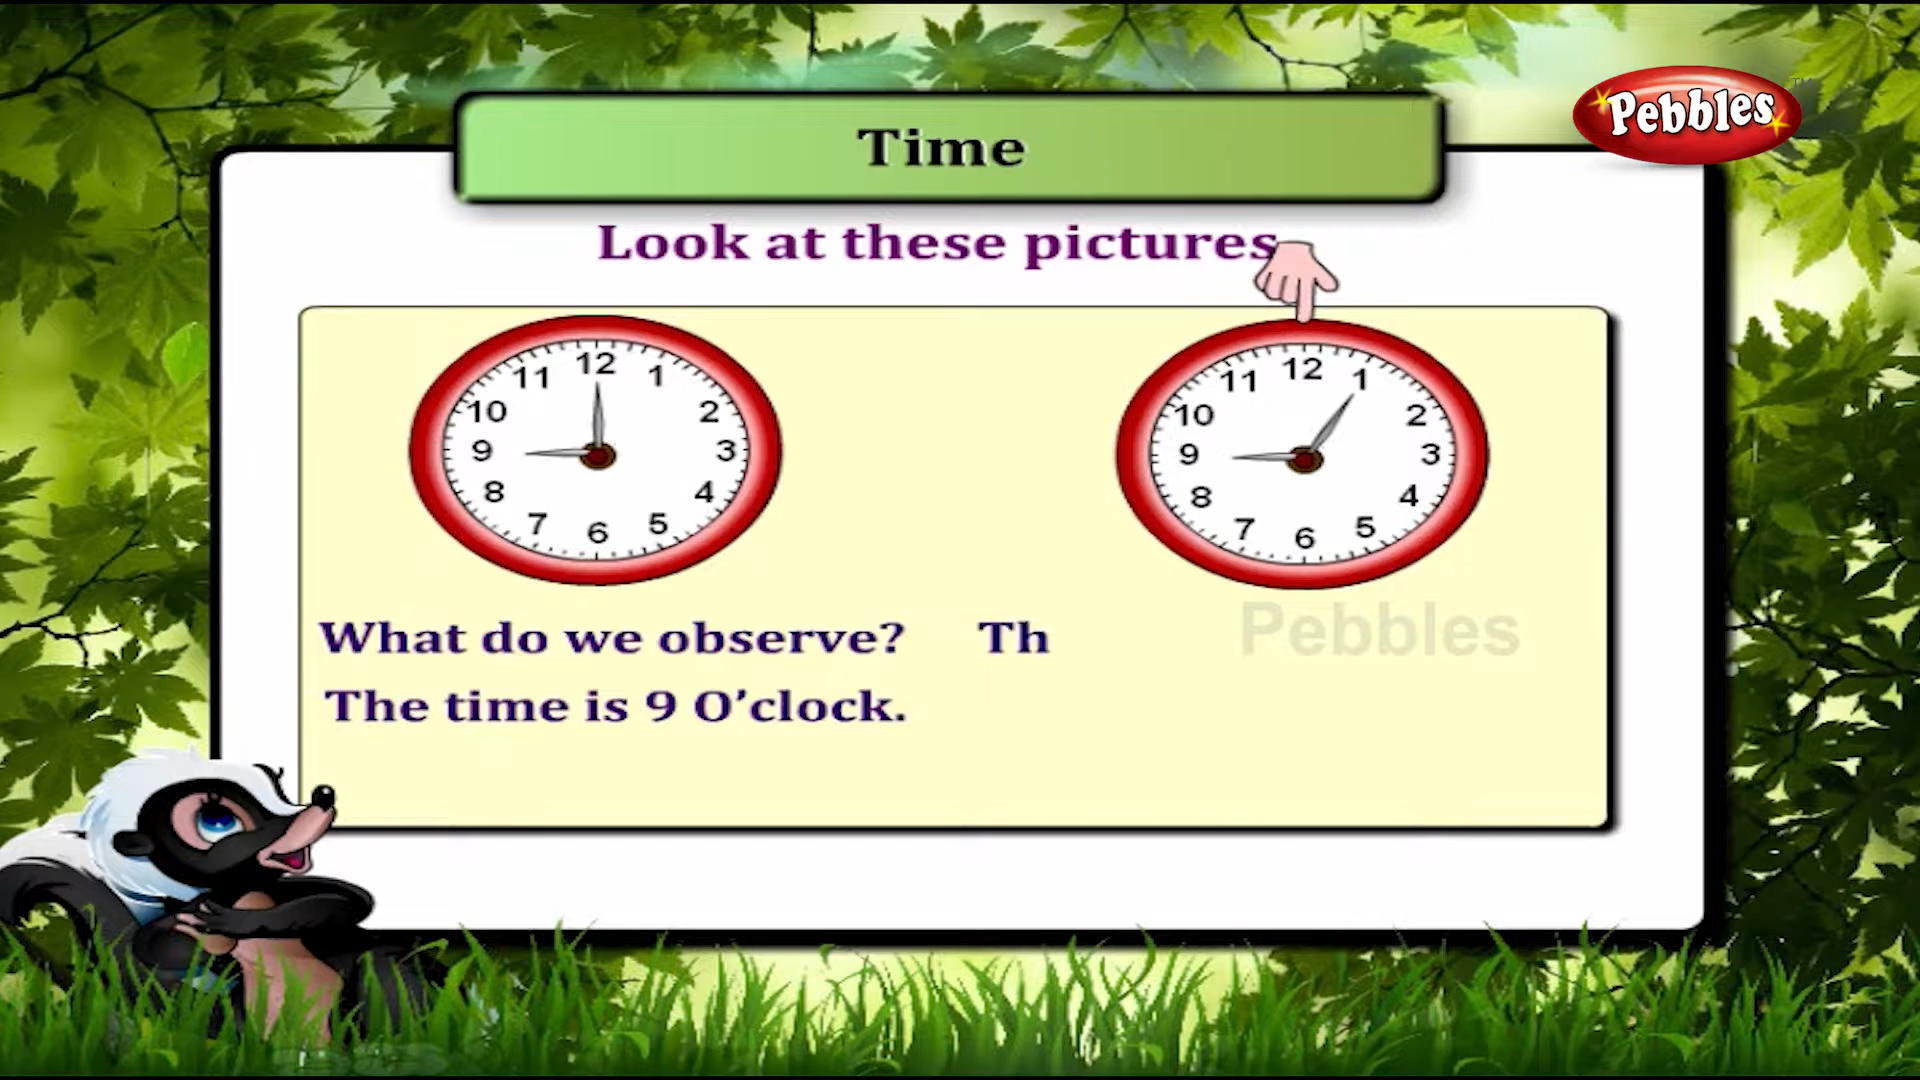 Pebbles
TM
Time
Look at these pictures
12
11 1
10 2
9 3
8 4
7 5
6
12
11 1
10 2
9 3
8 4
7 5
6
What do we observe? Th
Pebbles
The time is 9 O’clock.